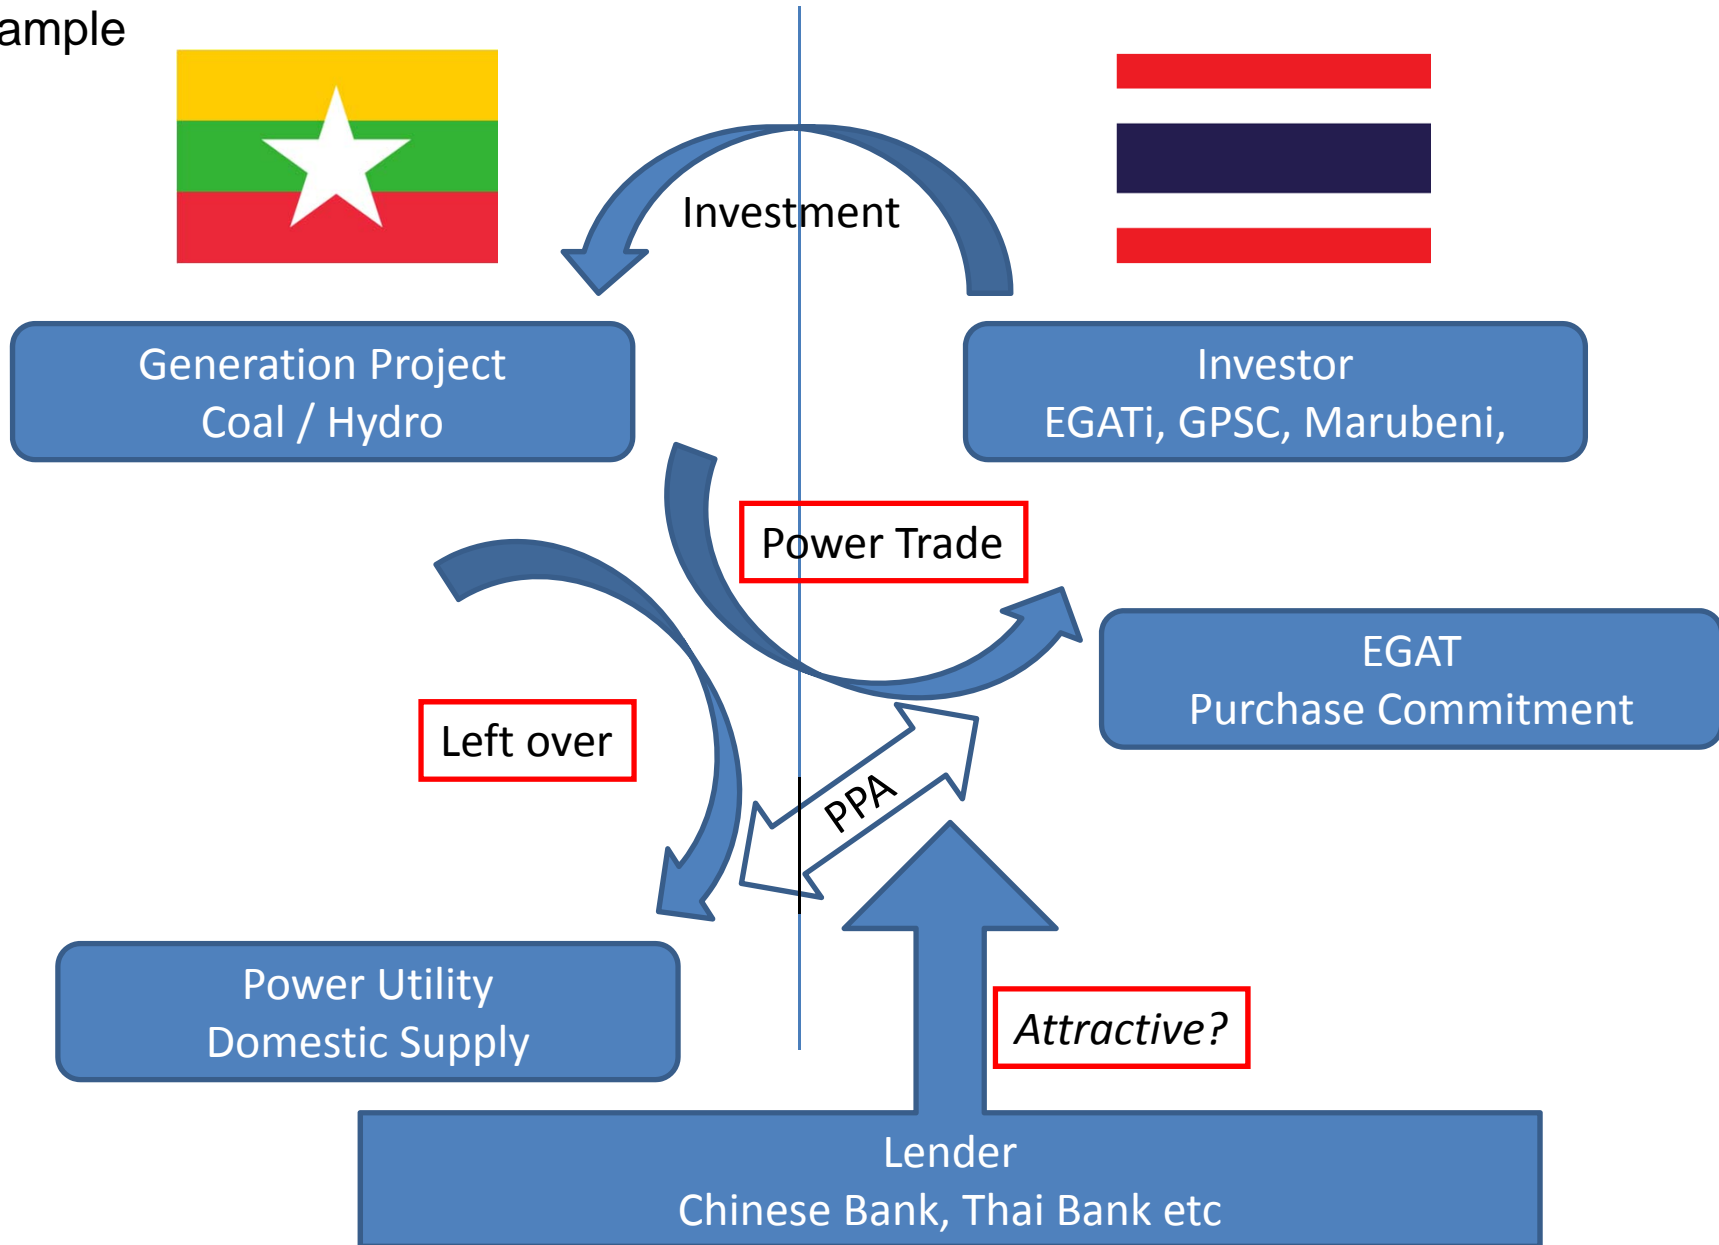 ample
Investment
Generation Project
Coal / Hydro
Investor
EGATi, GPSC, Marubeni,
Power Trade
EGAT
Purchase Commitment
Left over
PPA
Power Utility
Domestic Supply
Attractive?
Lender
Chinese Bank, Thai Bank etc